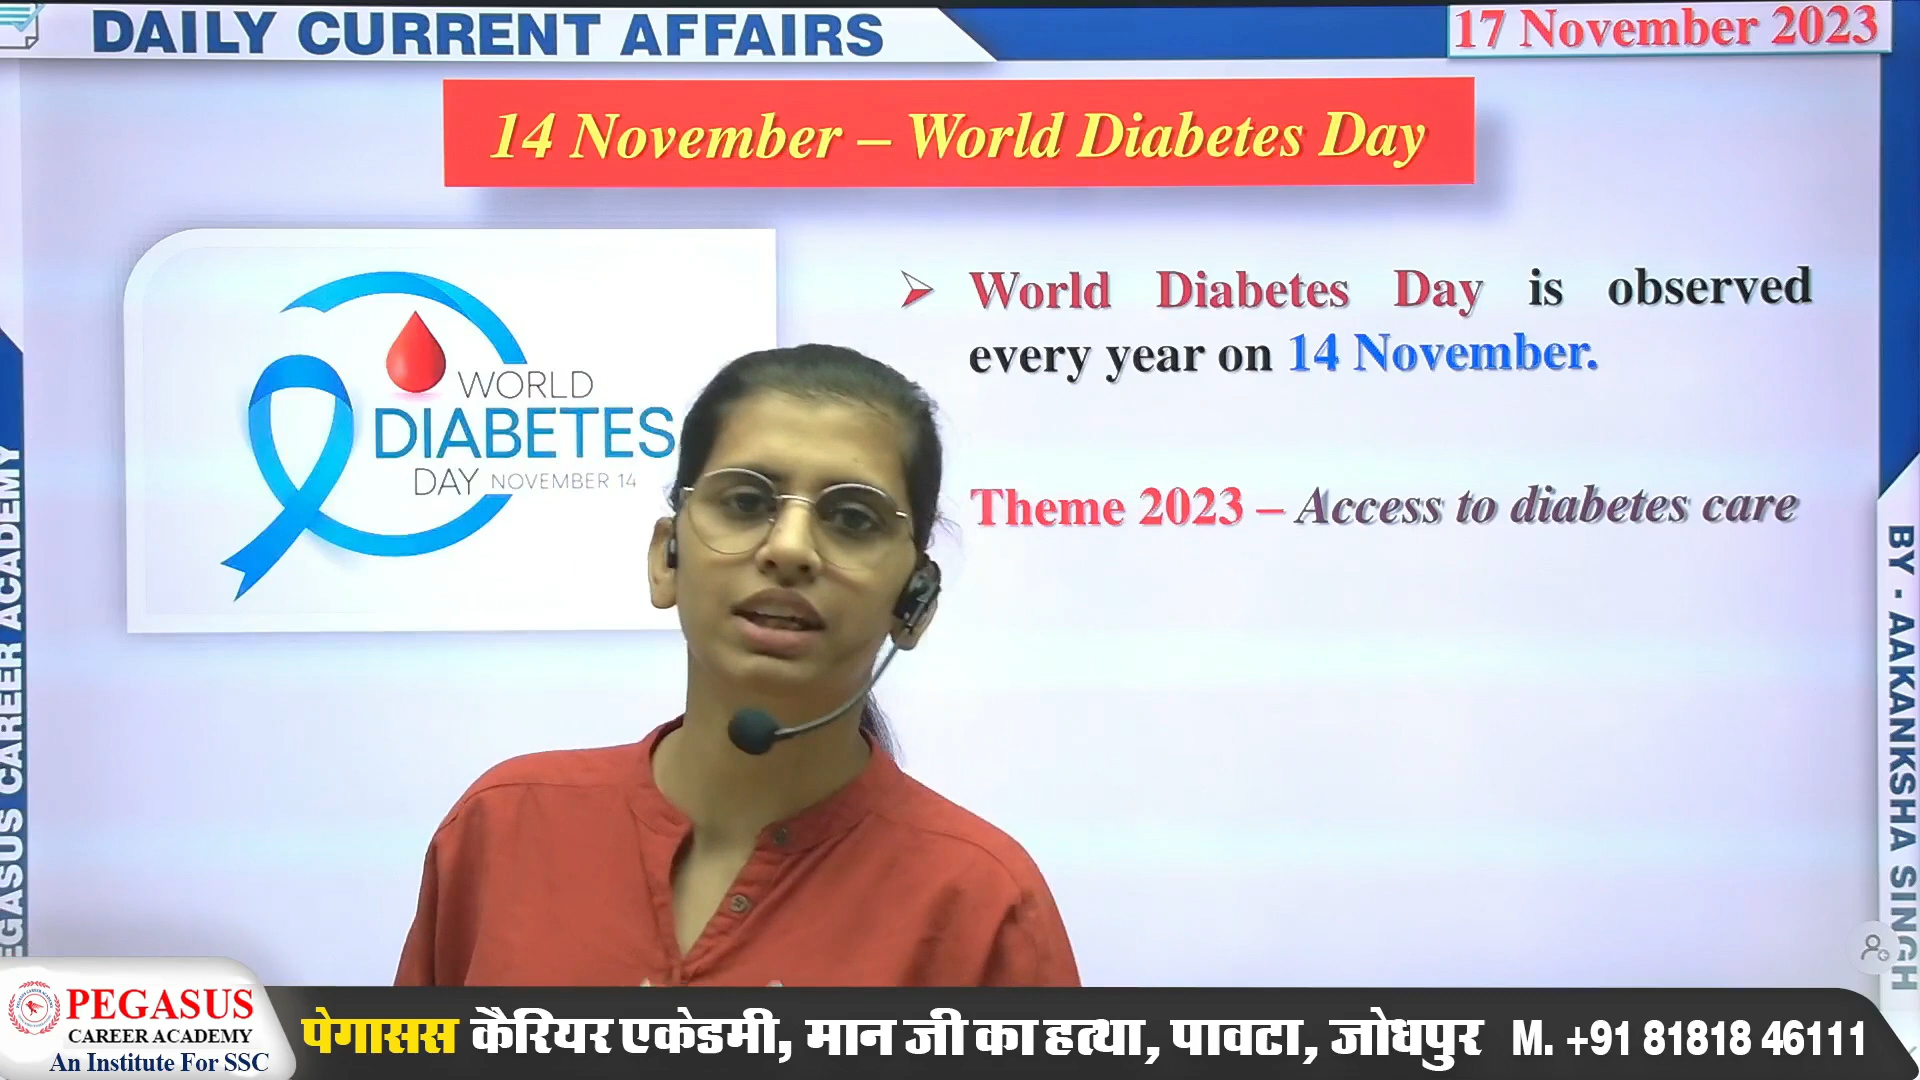 DAILY CURRENT AFFAIRS
17 November 2023
14 November – World Diabetes Day
WORLD
DIABETES
DAY NOVEMBER 14
World Diabetes Day is observed
every year on 14 November.
Theme 2023 – Access to diabetes care
EGASUS CAREER ACADEMY
BY - AAKANKSHA SINGH
PEGASUS
CAREER ACADEMY
An Institute For SSC
पेगासस कैरियर एकेडमी, मान जी का हत्था, पावटा, जोधपुर M. +91 81818 46111